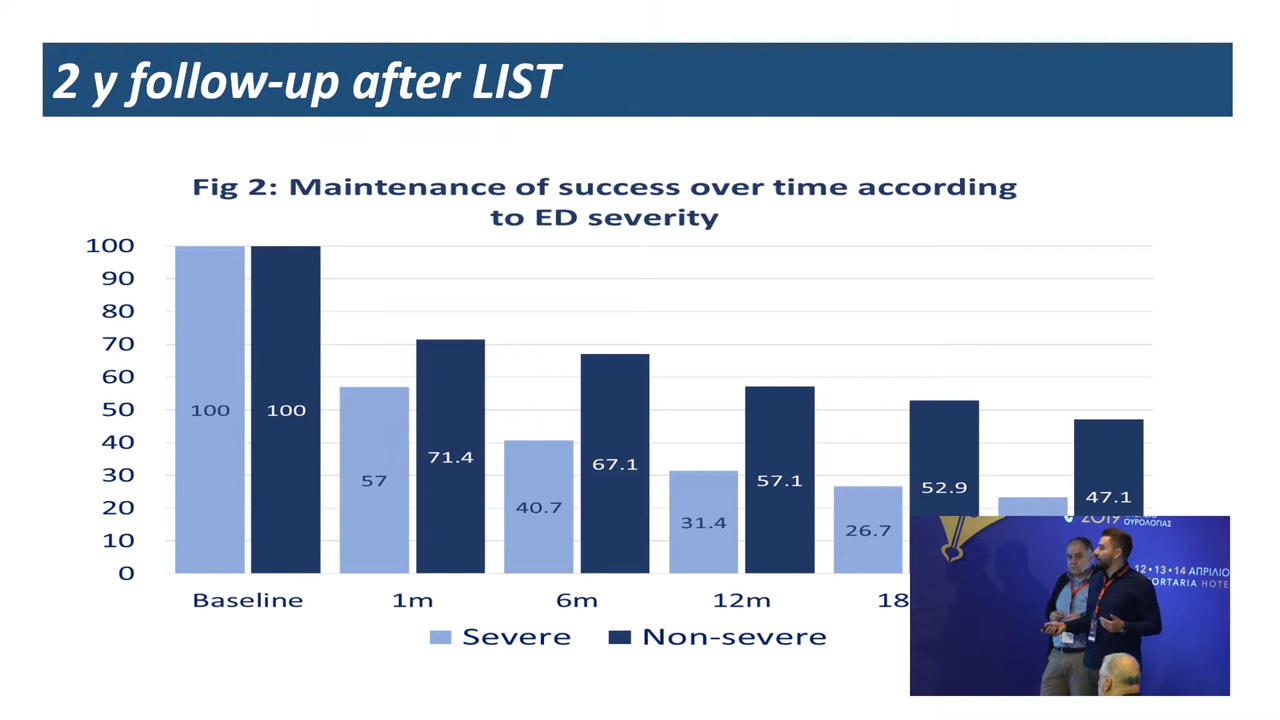 2 y follow-up after LIST
Fig 2: Maintenance of success over time according
to ED severity
100
90
80
70
60
50
40
30
20
10
0
100
100
57
71.4
40.7
67.1
31.4
57.1
26.7
52.9
47.1
Baseline
1m
6m
12m
18
Severe
Non-severe
2019
ΟΥΡΟΛΟΓΙΑΣ
12•13•14 ΑΠΡΙΛΙΟ
PORTARIA HOTE